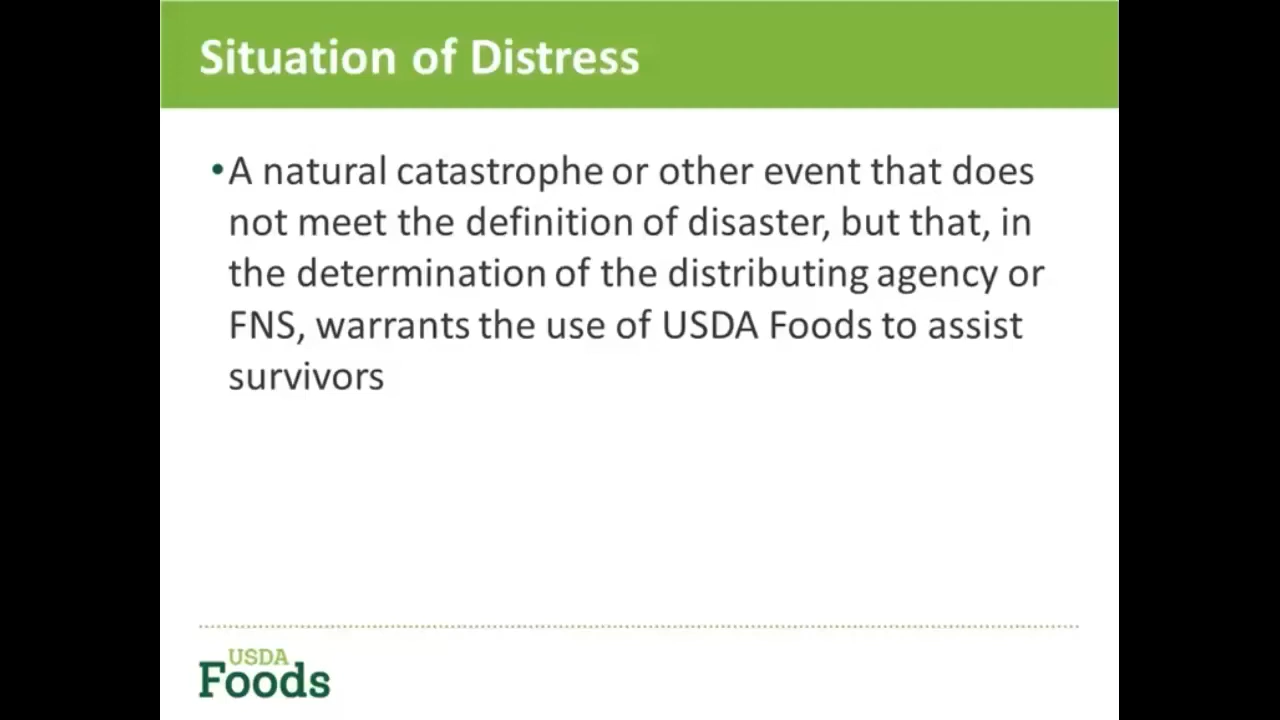 Situation of Distress
•A natural catastrophe or other event that does
not meet the definition of disaster, but that, in
the determination of the distributing agency or
FNS, warrants the use of USDA Foods to assist
survivors
USDA
Foods